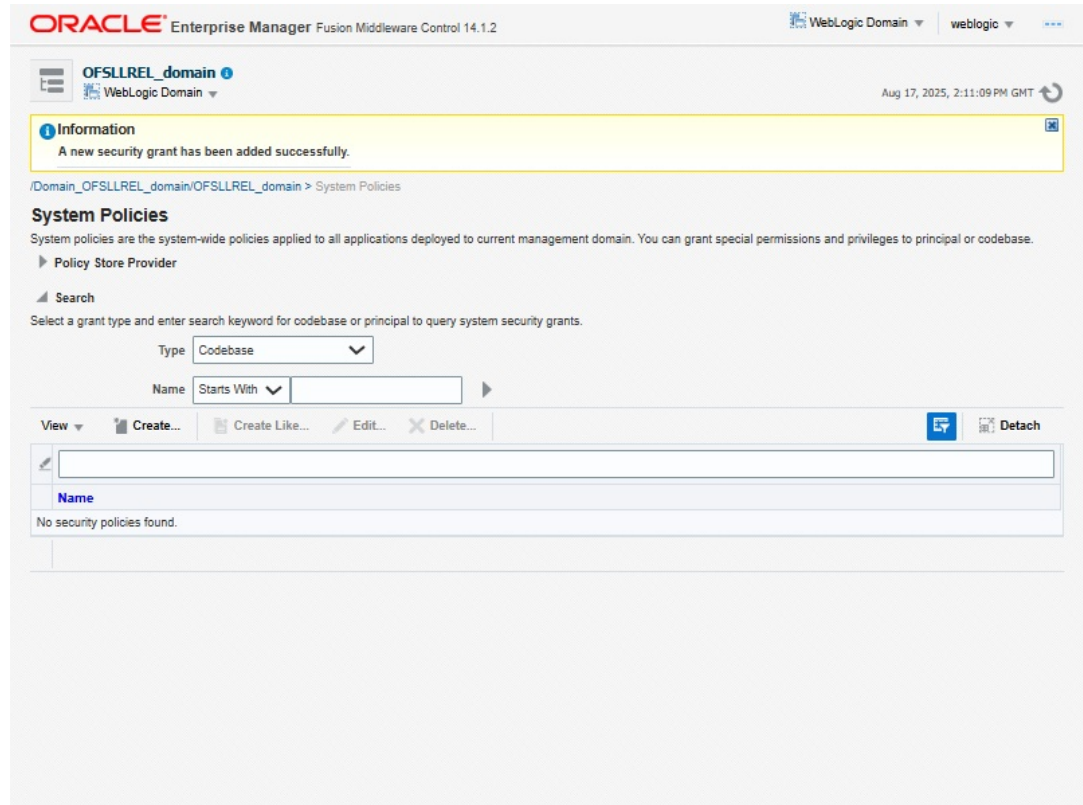 ORACLE Enterprise Manager Fusion Middleware Control 14.1.2 WebLogic Domain weblogic
OFSLLREL_domain
WebLogic Domain Aug 17, 2025, 2:11:09 PM GMT
Information
A new security grant has been added successfully.
/Domain_OFSLLREL_domain/OFSLLREL_domain > System Policies
System Policies
System policies are the system-wide policies applied to all applications deployed to current management domain. You can grant special permissions and privileges to principal or codebase.
Policy Store Provider
Search
Select a grant type and enter search keyword for codebase or principal to query system security grants.
Type Codebase
Name Starts With
View Create... Create Like... Edit... Delete... Detach
Name
No security policies found.